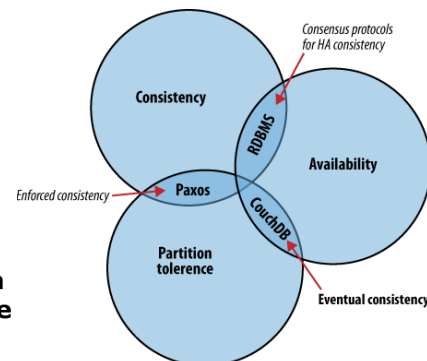 Consensus protocols
for HA consistency
Consistency
RDBMS
Availability
Enforced consistency
Paxos
CouchDB
Partition
tolerence
Eventual consistency